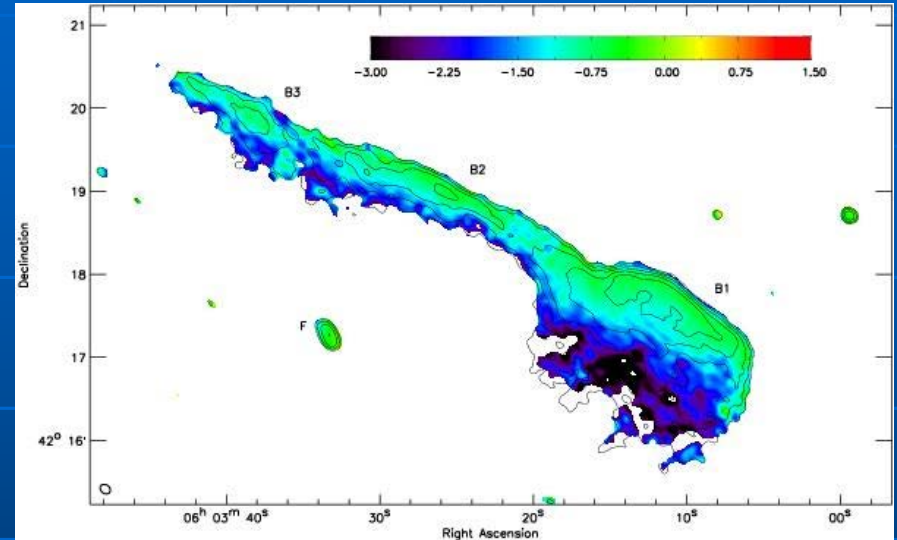 21
−3.00 −2.25 −1.50 −0.75 0.00 0.75 1.50
B3
20
B2
19
Declination
18
B1
F
17
42° 16'
06ʰ 03ᵐ 40ˢ 30ˢ 20ˢ 10ˢ 00ˢ
Right Ascension